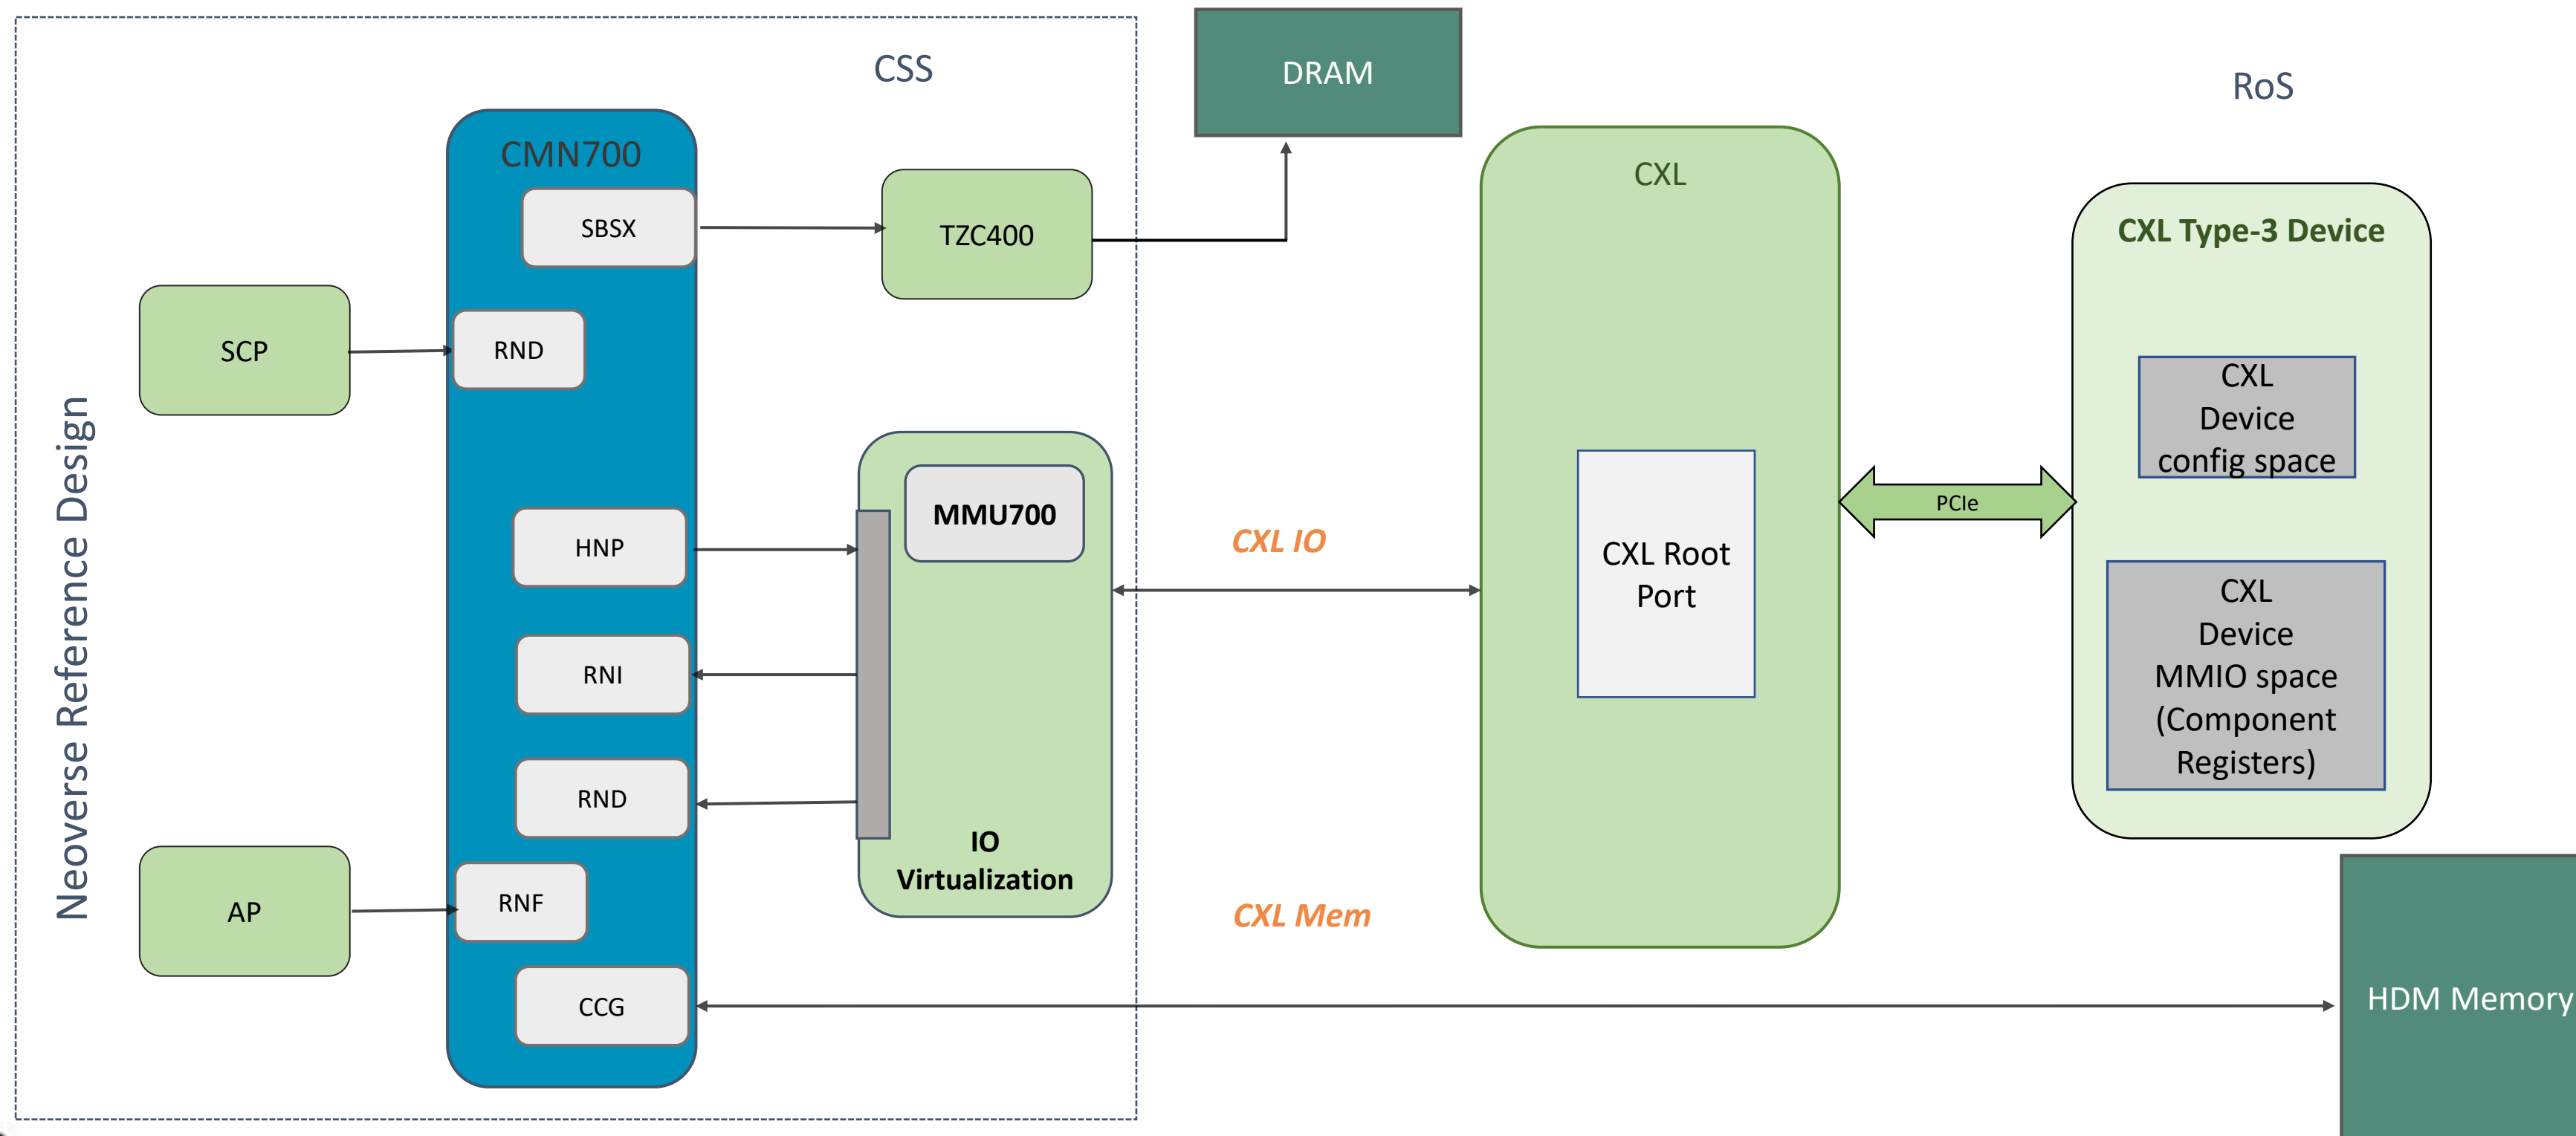 CSS
DRAM
RoS
CMN700
SBSX
TZC400
CXL
CXL Type-3 Device
SCP
RND
CXL
Device
config space
Neoverse Reference Design
HNP
MMU700
CXL IO
CXL Root
Port
PCIe
RNI
CXL
Device
MMIO space
(Component
Registers)
RND
IO
Virtualization
AP
RNF
CXL Mem
CCG
HDM Memory